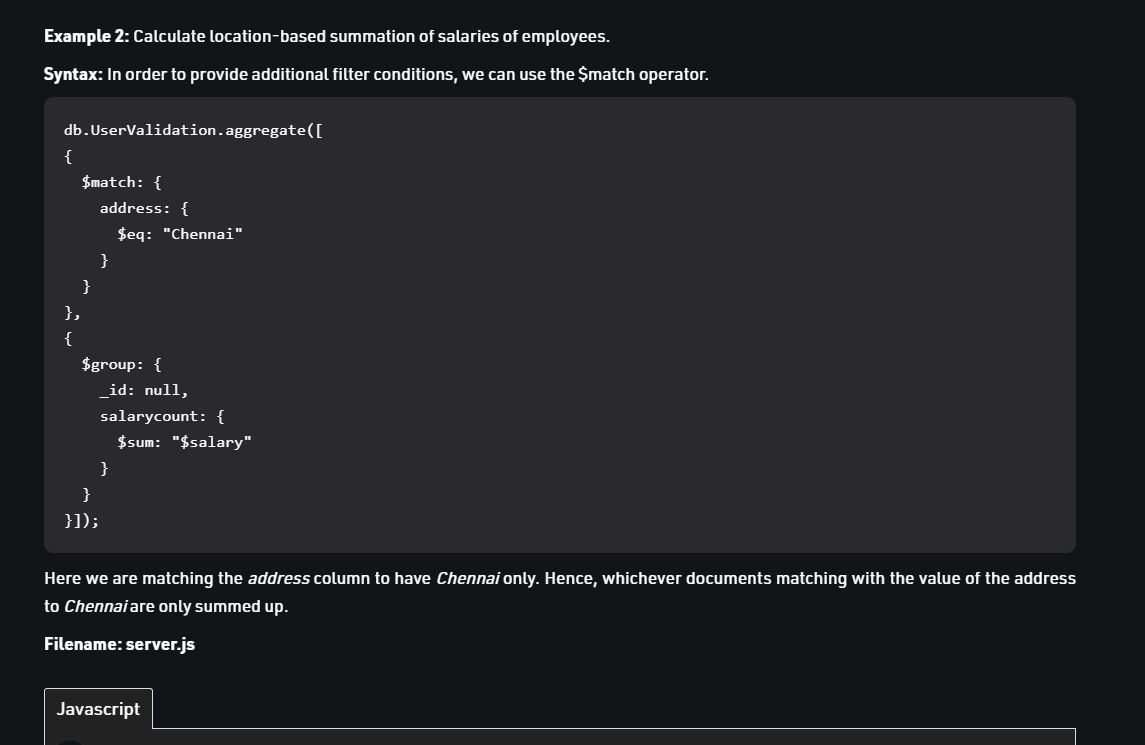 Example 2: Calculate location-based summation of salaries of employees.
Syntax: In order to provide additional filter conditions, we can use the $match operator.
db.UserValidation.aggregate([
{
  $match: {
    address: {
      $eq: "Chennai"
    }
  }
},
{
  $group: {
    _id: null,
    salarycount: {
      $sum: "$salary"
    }
  }
}]);
Here we are matching the address column to have Chennai only. Hence, whichever documents matching with the value of the address
to Chennai are only summed up.
Filename: server.js
Javascript